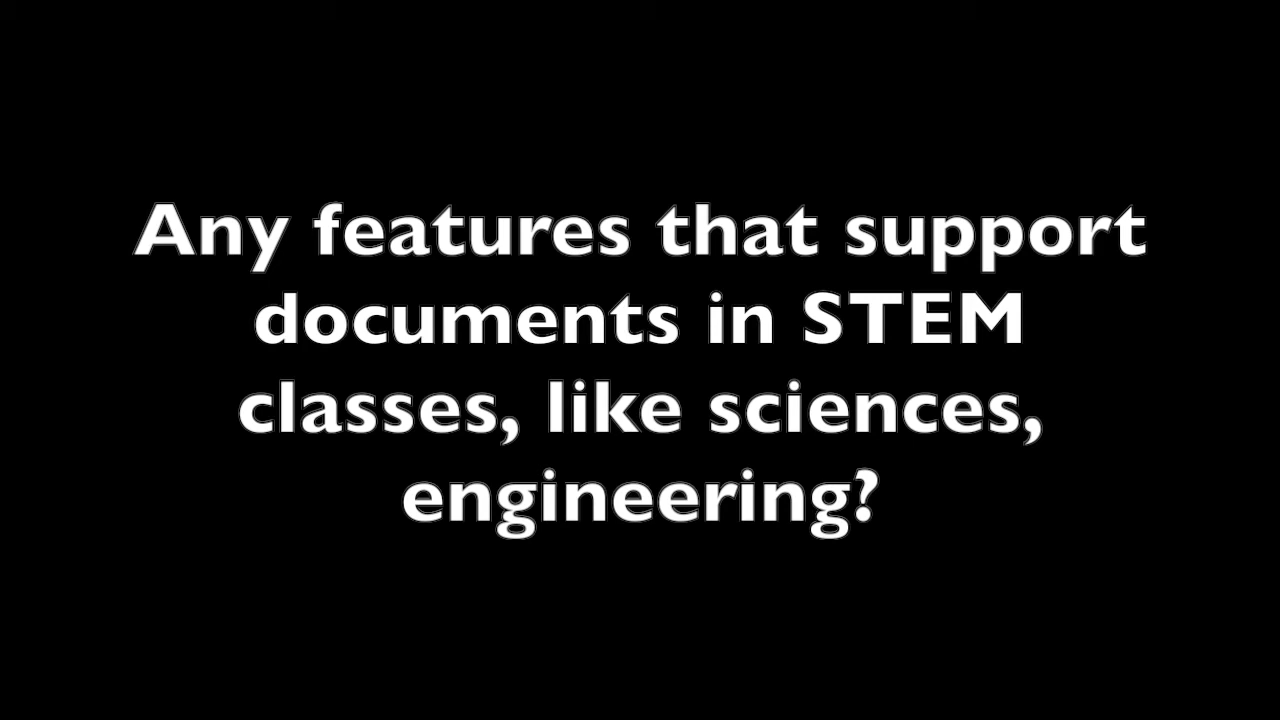 Any features that support
documents in STEM
classes, like sciences,
engineering?